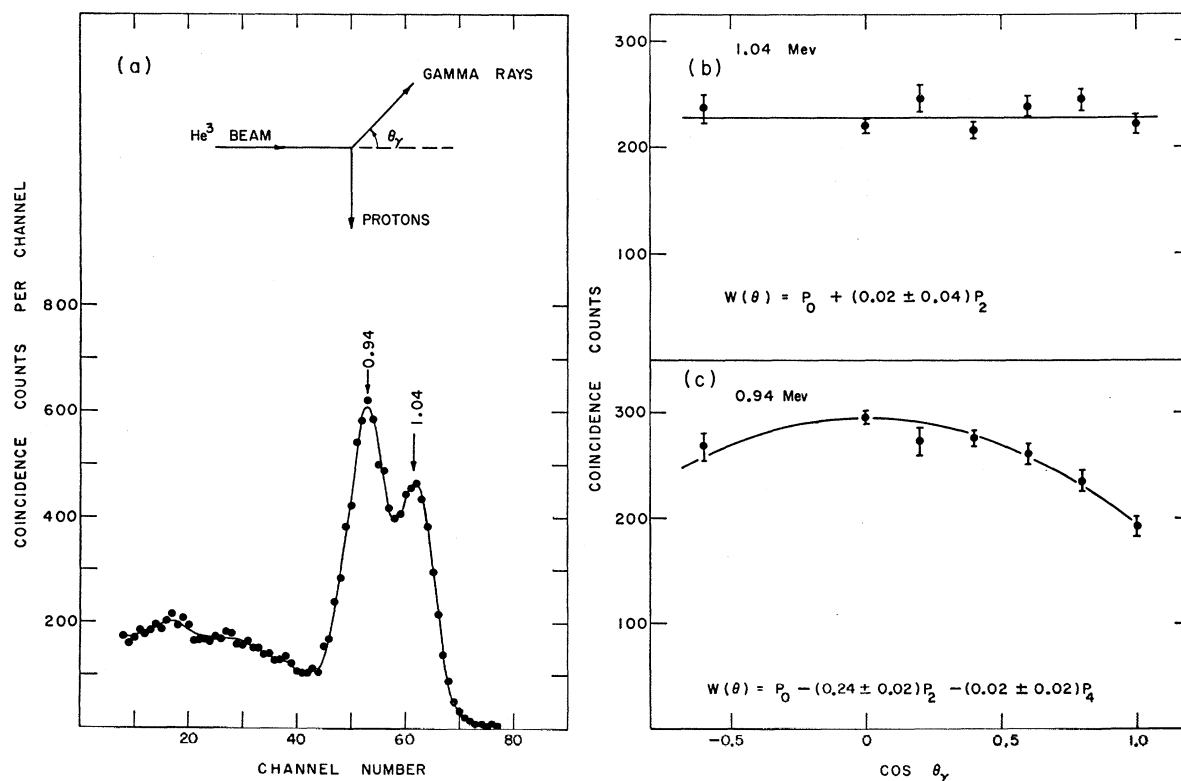 (a)
GAMMA RAYS
He³ BEAM
θγ
PROTONS
COINCIDENCE COUNTS PER CHANNEL
800
600
400
200
0.94
1.04
20
40
60
80
CHANNEL NUMBER
(b)
1.04 Mev
300
200
100
W(θ) = P₀ + (0.02 ± 0.04)P₂
COINCIDENCE COUNTS
(c)
0.94 Mev
300
200
100
W(θ) = P₀ -(0.24 ± 0.02)P₂ -(0.02 ± 0.02)P₄
-0.5
0
0.5
1.0
COS θγ